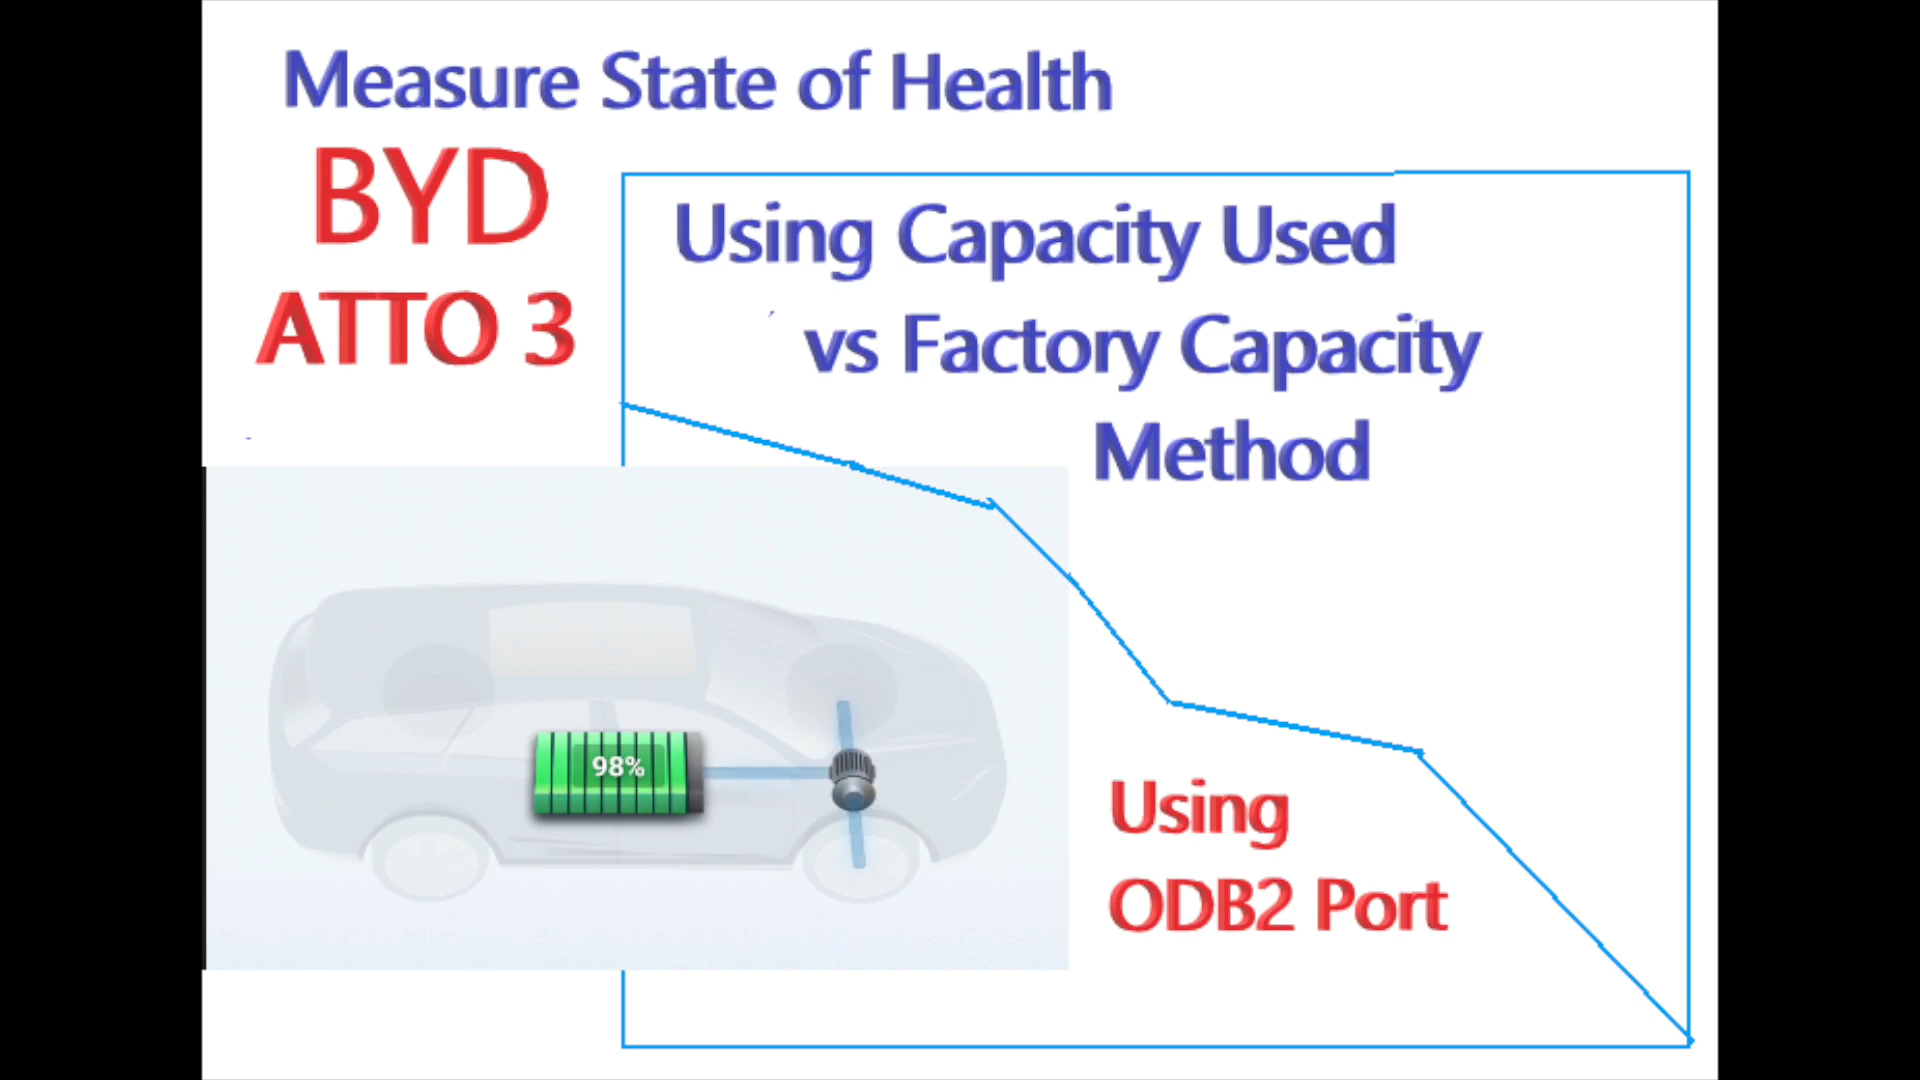 Measure State of Health
BYD
ATTO 3
Using Capacity Used
vs Factory Capacity
Method
98%
Using
ODB2 Port